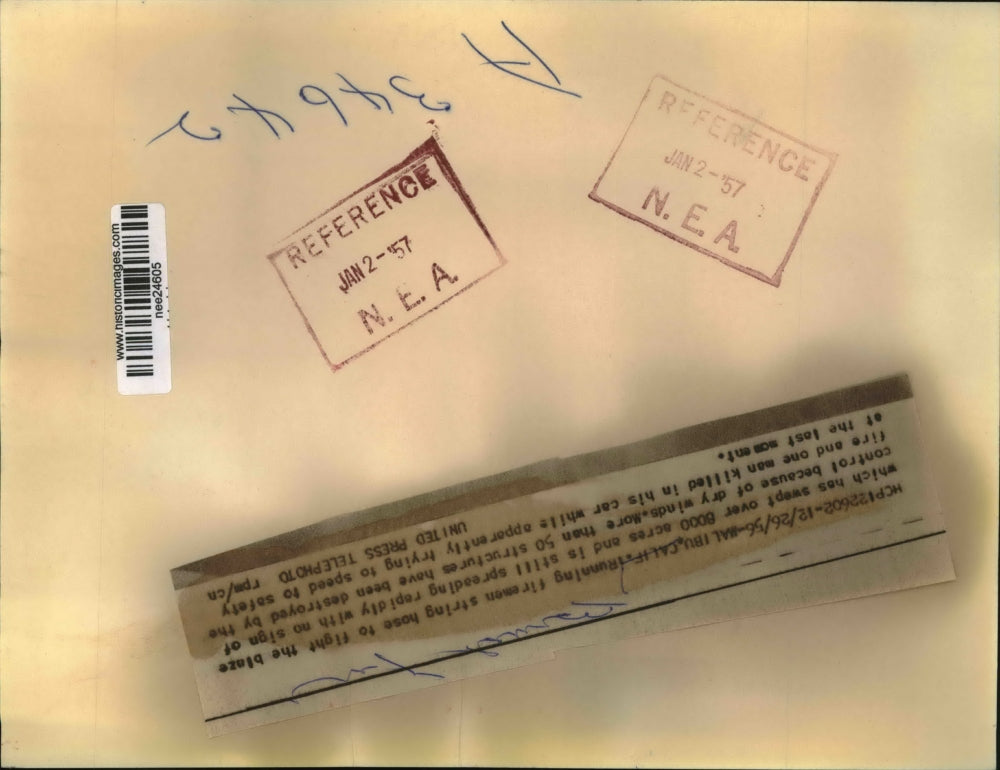 REFERENCE
JAN 2-'57
N. E. A.
REFERENCE
JAN 2-'57
N. E. A.
www.historicimages.com
nee24605
HCP122602-12/26/56-MALIBU,CALIF.:Running firemen string hose to fight the blaze
which has swept over 8000 acres and is still spreading rapidly with no sign of
control because of dry winds.More than 50 structures have been destroyed by the
fire and one man killed in his car while apparently trying to speed to safety
at the last moment.
UNITED PRESS TELEPHOTO rpm/cn